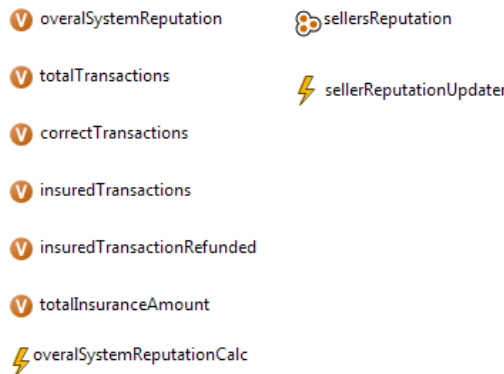 overalSystemReputation
totalTransactions
correctTransactions
insuredTransactions
insuredTransactionRefunded
totalInsuranceAmount
overalSystemReputationCalc
sellersReputation
sellerReputationUpdater